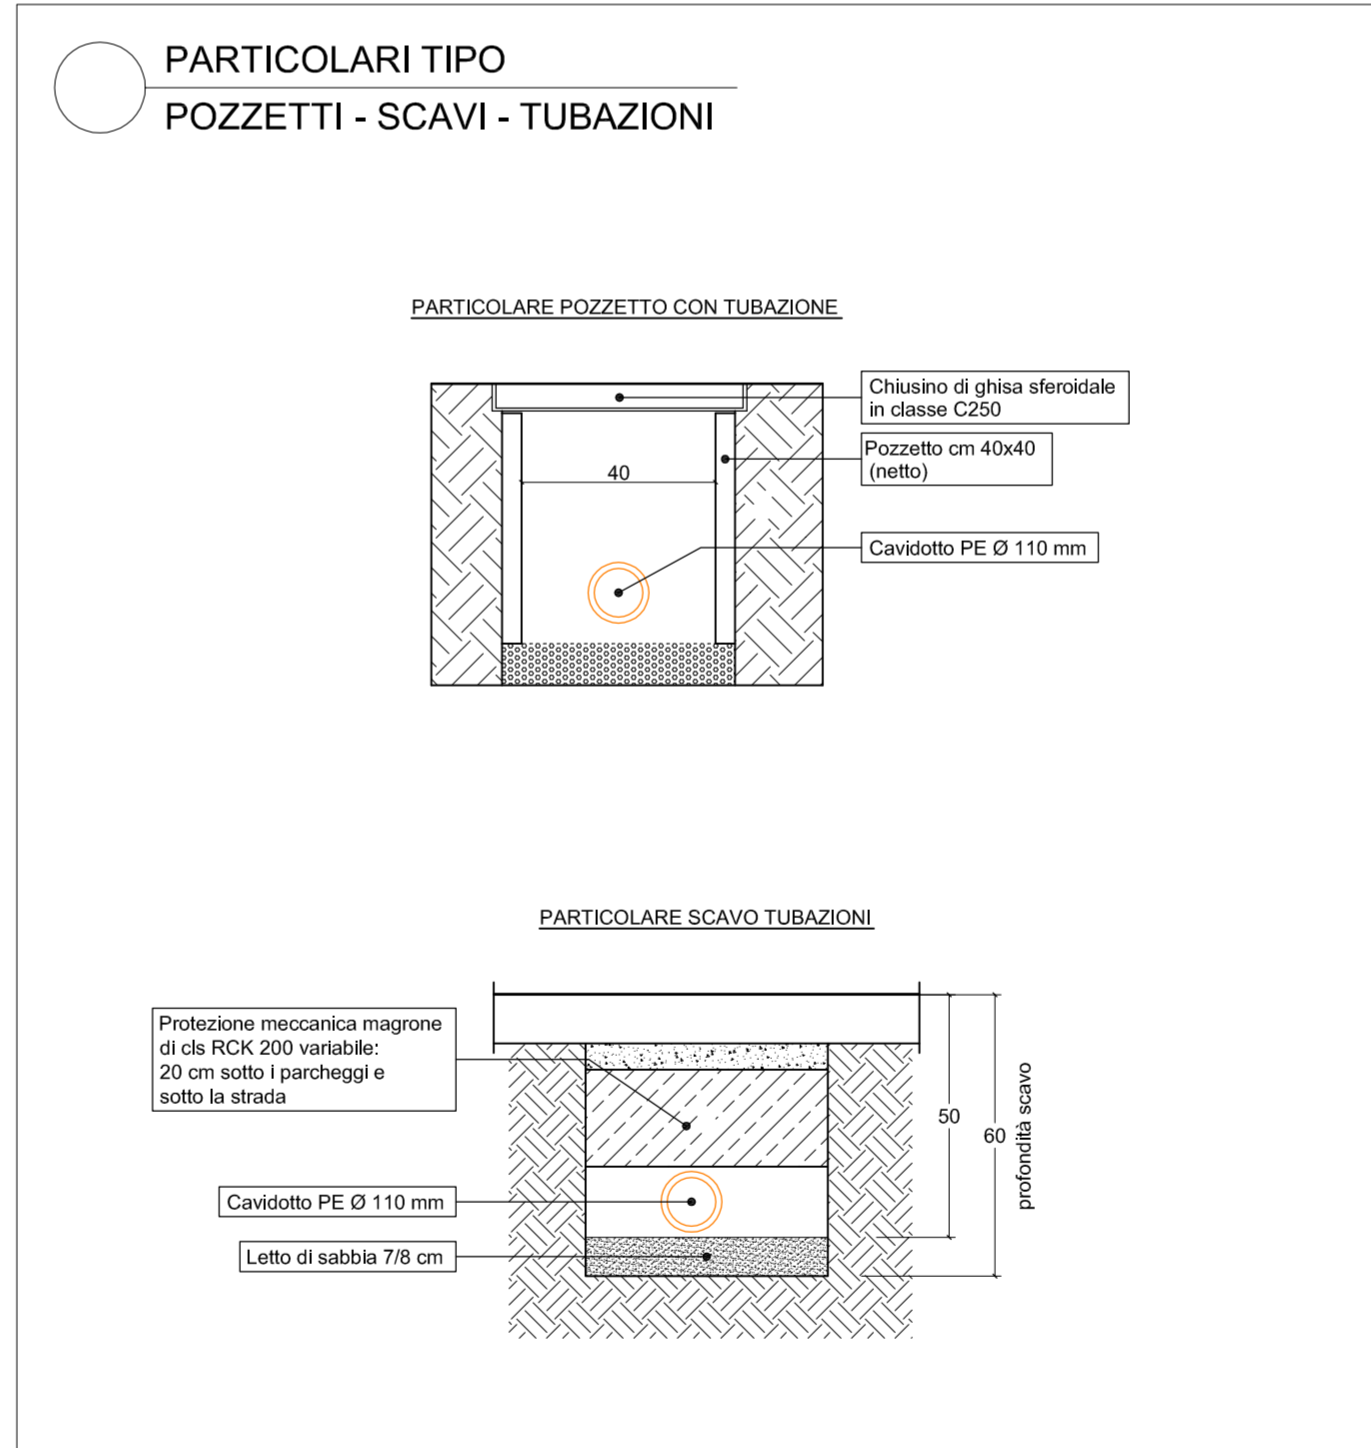 PARTICOLARI TIPO
POZZETTI - SCAVI - TUBAZIONI
PARTICOLARE POZZETTO CON TUBAZIONE
Chiusino di ghisa sferoidale
in classe C250
Pozzetto cm 40x40
(netto)
40
Cavidotto PE Ø 110 mm
PARTICOLARE SCAVO TUBAZIONI
Protezione meccanica magrone
di cls RCK 200 variabile:
20 cm sotto i parcheggi e
sotto la strada
50
60
profondità scavo
Cavidotto PE Ø 110 mm
Letto di sabbia 7/8 cm